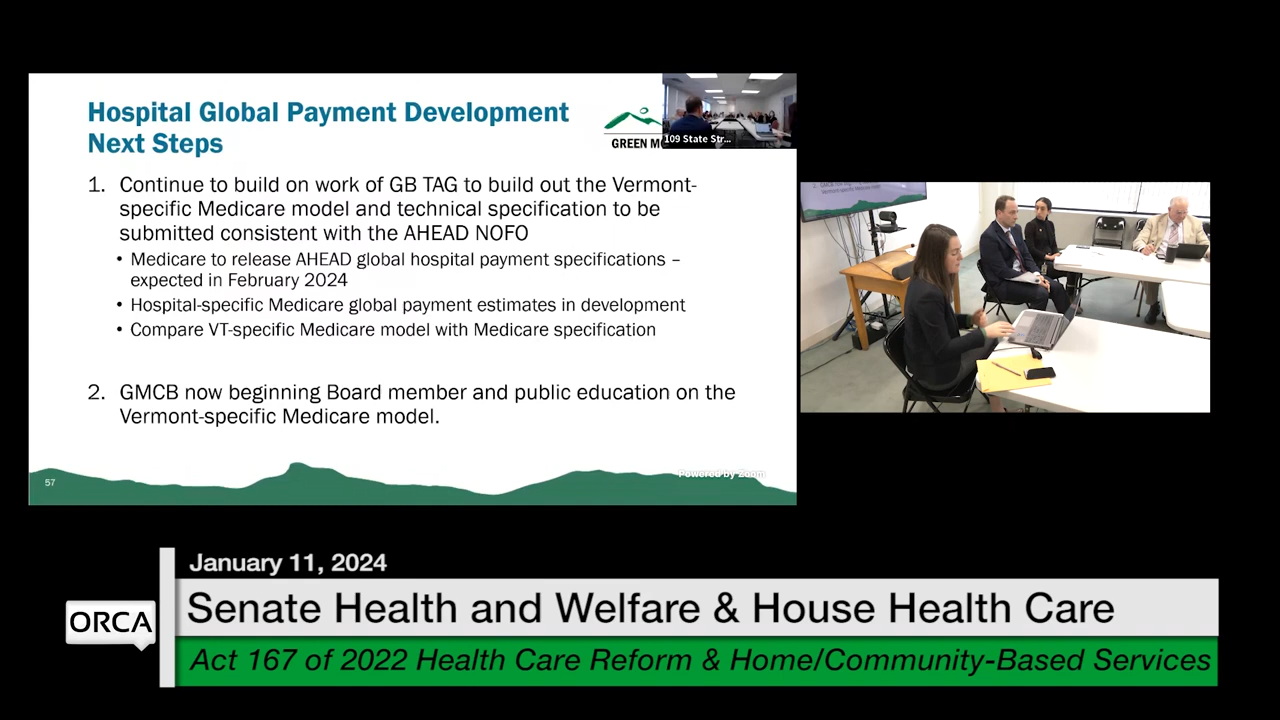 Hospital Global Payment Development
Next Steps
GREEN MO
109 State Str...
1. Continue to build on work of GB TAG to build out the Vermont-
specific Medicare model and technical specification to be
submitted consistent with the AHEAD NOFO
• Medicare to release AHEAD global hospital payment specifications –
expected in February 2024
• Hospital-specific Medicare global payment estimates in development
• Compare VT-specific Medicare model with Medicare specification
2. GMCB now beginning Board member and public education on the
Vermont-specific Medicare model.
57
Powered by Zoom
January 11, 2024
ORCA
Senate Health and Welfare & House Health Care
Act 167 of 2022 Health Care Reform & Home/Community-Based Services